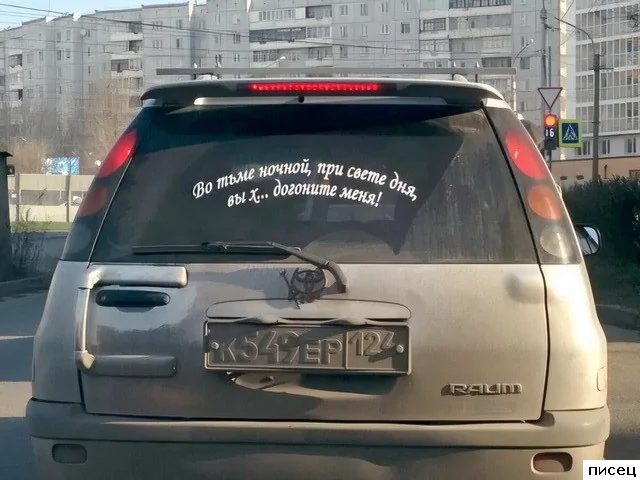 16
Во тьме ночной, при свете дня,
вы х... догоните меня!
К549ЕР 124
RAUM
писец